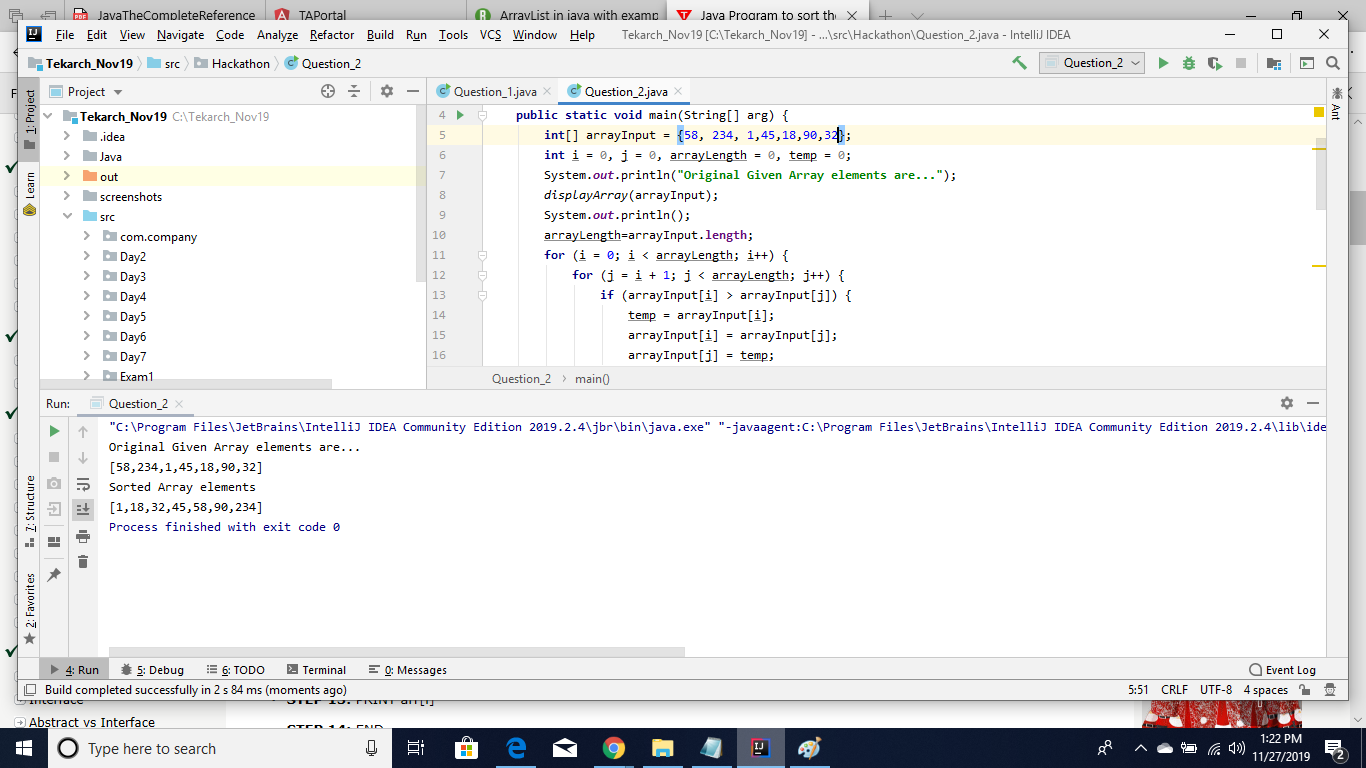 JavaTheCompleteReference TAPortal ArrayList in java with examp Java Program to sort the
File Edit View Navigate Code Analyze Refactor Build Run Tools VCS Window Help Tekarch_Nov19 [C:\Tekarch_Nov19] - ...\src\Hackathon\Question_2.java - IntelliJ IDEA
Tekarch_Nov19 src Hackathon Question_2 Question_2
Project Question_1.java Question_2.java
1: Project
Learn
7: Structure
2: Favorites
Ant
Tekarch_Nov19 C:\Tekarch_Nov19
.idea
Java
out
screenshots
src
com.company
Day2
Day3
Day4
Day5
Day6
Day7
Exam1
4 public static void main(String[] arg) {
5 int[] arrayInput = {58, 234, 1,45,18,90,32};
6 int i = 0, j = 0, arrayLength = 0, temp = 0;
7 System.out.println("Original Given Array elements are...");
8 displayArray(arrayInput);
9 System.out.println();
10 arrayLength=arrayInput.length;
11 for (i = 0; i < arrayLength; i++) {
12 for (j = i + 1; j < arrayLength; j++) {
13 if (arrayInput[i] > arrayInput[j]) {
14 temp = arrayInput[i];
15 arrayInput[i] = arrayInput[j];
16 arrayInput[j] = temp;
Question_2 main()
Run: Question_2
"C:\Program Files\JetBrains\IntelliJ IDEA Community Edition 2019.2.4\jbr\bin\java.exe" "-javaagent:C:\Program Files\JetBrains\IntelliJ IDEA Community Edition 2019.2.4\lib\ide
Original Given Array elements are...
[58,234,1,45,18,90,32]
Sorted Array elements
[1,18,32,45,58,90,234]
Process finished with exit code 0
4: Run 5: Debug 6: TODO Terminal 0: Messages Event Log
Build completed successfully in 2 s 84 ms (moments ago) 5:51 CRLF UTF-8 4 spaces
Interface STEP 13: PRINT arr[i]
Abstract vs Interface STEP 14: END
Type here to search 1:22 PM
11/27/2019 2